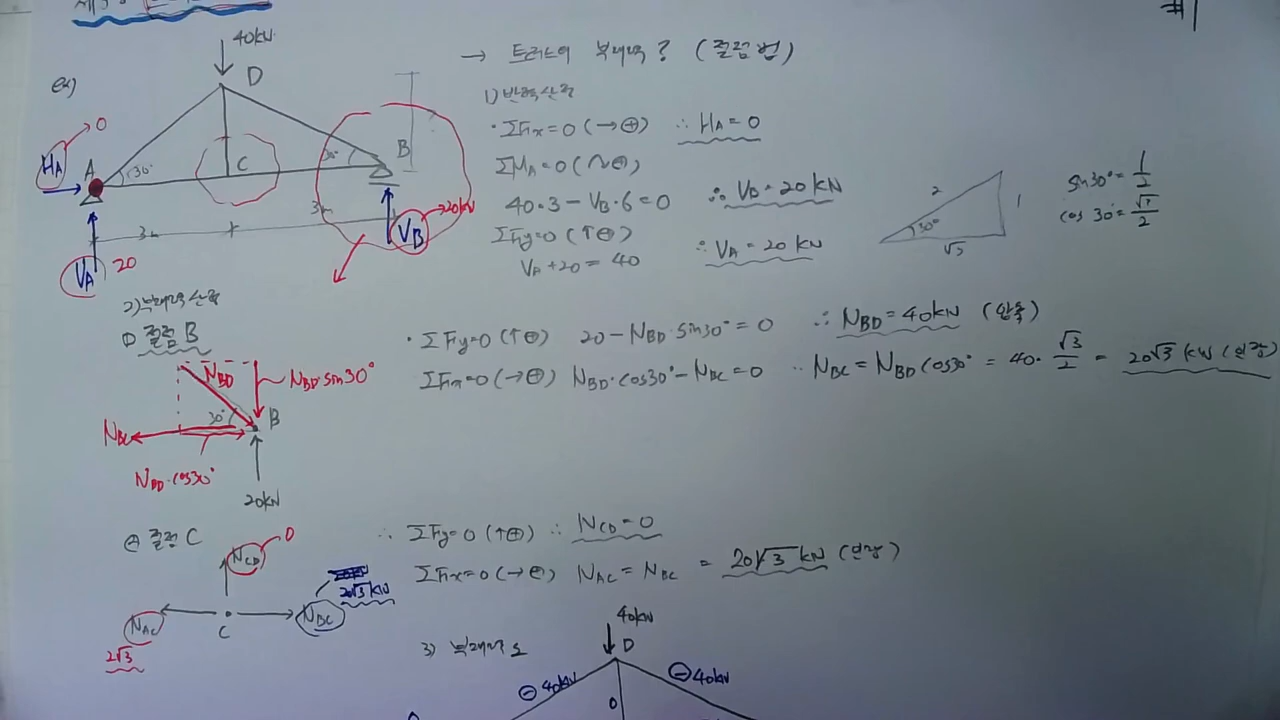 #1
ex)
40kN
D
HA → 0
A
30°
C
30°
B
3m
3m
VB → 20kN
VA 20
→ 트러스의 부재력? (절점법)
1) 반력산정
· ΣFx=0 (→⊕) ∴ HA=0
ΣMA=0 (⊕)
40·3 - VB·6=0 ∴ VB=20kN
ΣFy=0 (↑⊕)
VA+20=40 ∴ VA=20kN
2
1
30°
√3
sin30°=1/2
cos30°=√3/2
2) 부재력산정
① 절점B
NBD
NBD·sin30°
30°
B
NBC
NBD·cos30°
20kN
· ΣFy=0 (↑⊕) 20-NBD·sin30°=0 ∴ NBD=40kN (압축)
ΣFx=0 (→⊕) NBD·cos30°-NBC=0 ∴ NBC=NBD cos30°=40·√3/2=20√3 kN (인장)
② 절점C
NCD → 0
NAC
2√3
C
NBC
20√3 kN
∴ ΣFy=0 (↑⊕) ∴ NCD=0
ΣFx=0 (→⊕) NAC=NBC = 20√3 kN (인장)
3) 부재력도
40kN
D
⊖40kN
⊖40kN
0